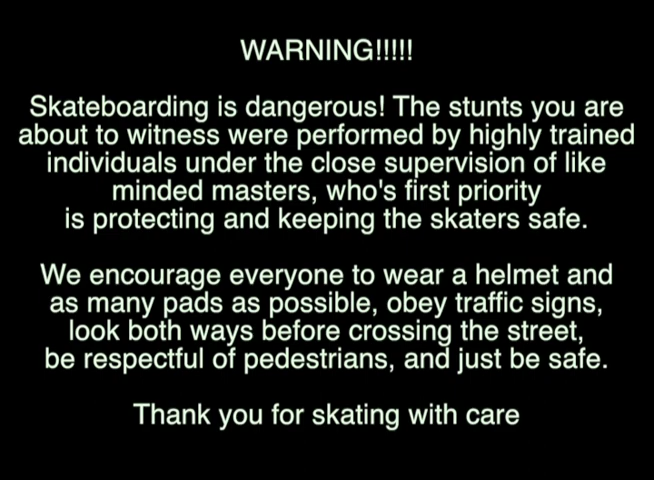 WARNING!!!!!
Skateboarding is dangerous! The stunts you are
about to witness were performed by highly trained
individuals under the close supervision of like
minded masters, who's first priority
is protecting and keeping the skaters safe.
We encourage everyone to wear a helmet and
as many pads as possible, obey traffic signs,
look both ways before crossing the street,
be respectful of pedestrians, and just be safe.
Thank you for skating with care